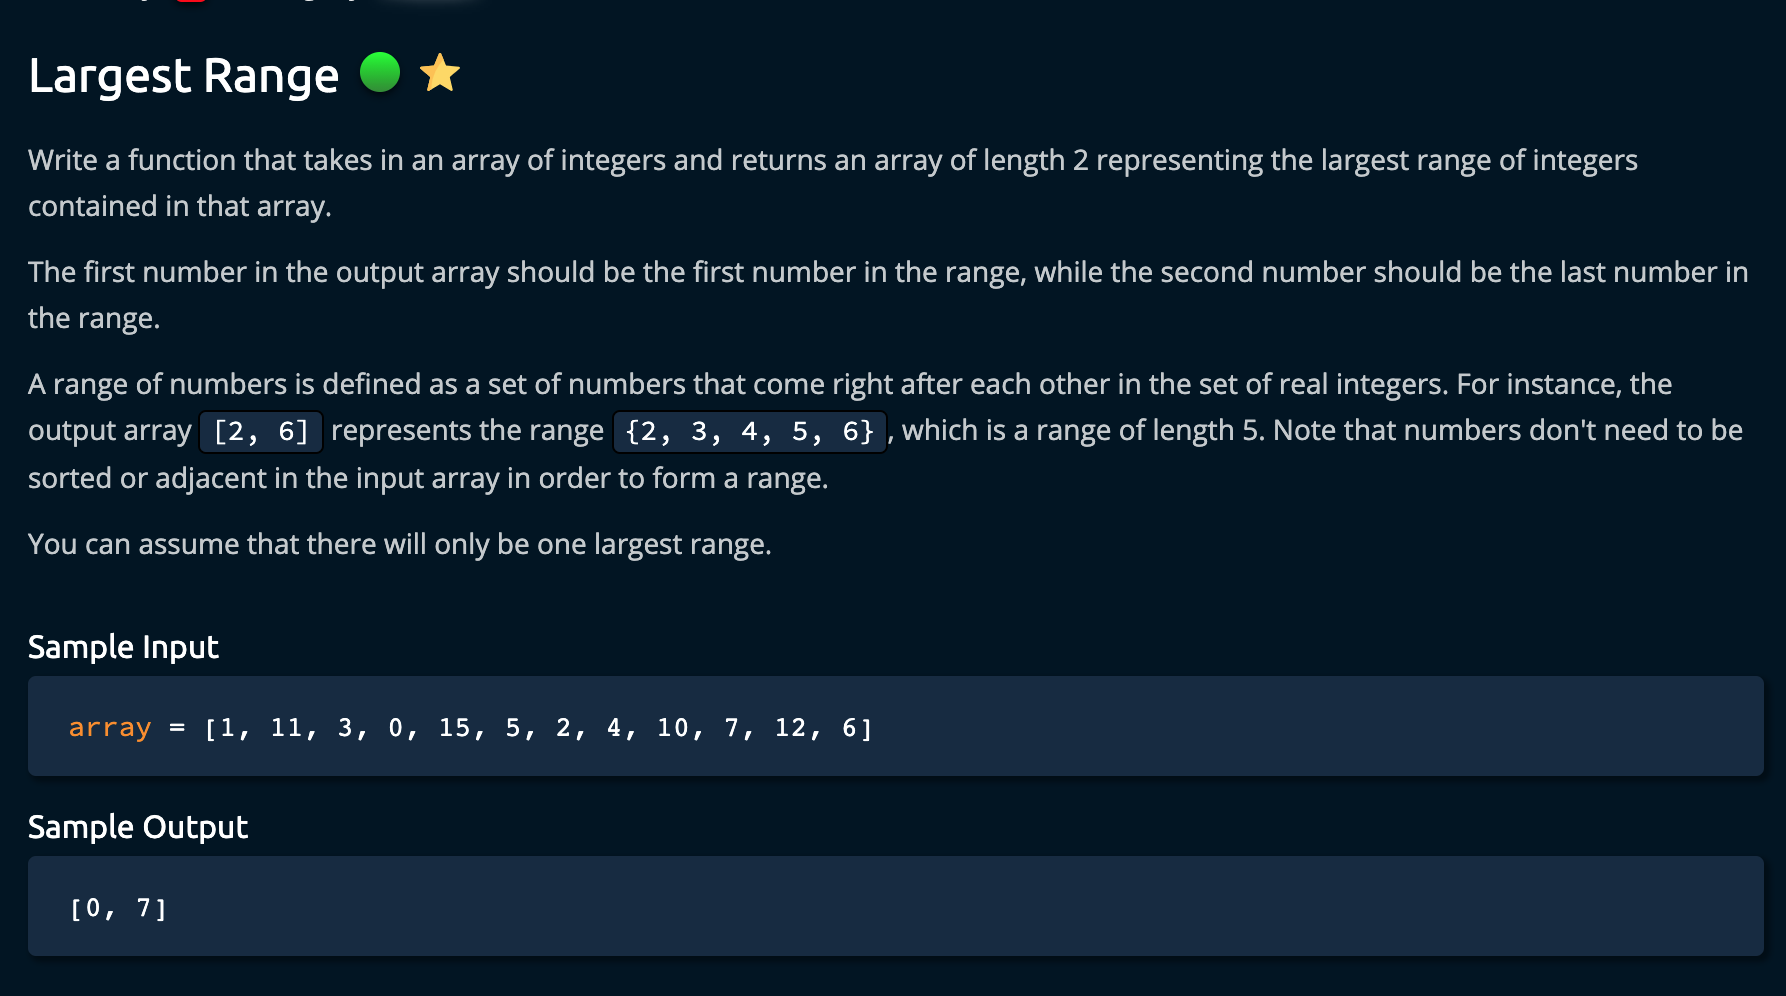 Largest Range
Write a function that takes in an array of integers and returns an array of length 2 representing the largest range of integers
contained in that array.
The first number in the output array should be the first number in the range, while the second number should be the last number in
the range.
A range of numbers is defined as a set of numbers that come right after each other in the set of real integers. For instance, the
output array [2, 6] represents the range {2, 3, 4, 5, 6}, which is a range of length 5. Note that numbers don't need to be
sorted or adjacent in the input array in order to form a range.
You can assume that there will only be one largest range.
Sample Input
array = [1, 11, 3, 0, 15, 5, 2, 4, 10, 7, 12, 6]
Sample Output
[0, 7]